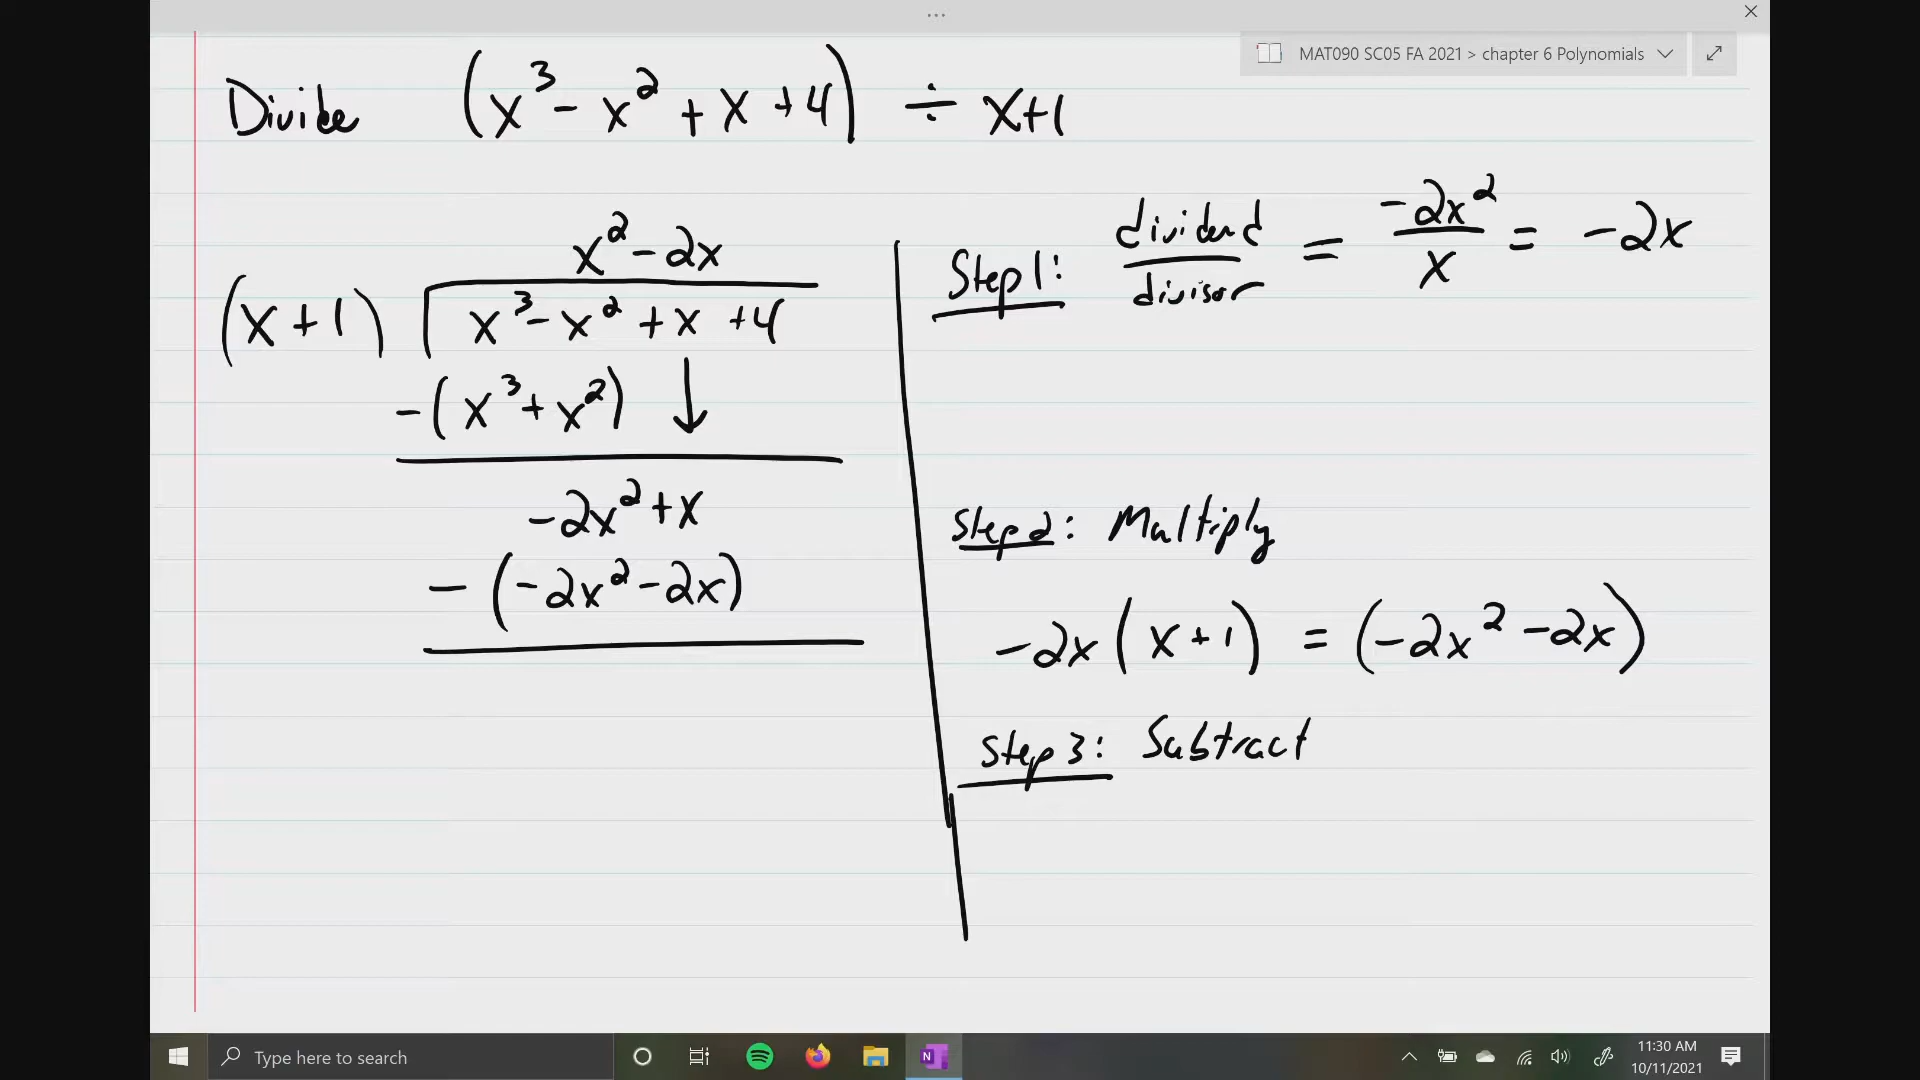 ...
MAT090 SC05 FA 2021 > chapter 6 Polynomials
Divide (x³ - x² + x + 4) ÷ x+1
x² - 2x
(x + 1) x³ - x² + x + 4
-(x³ + x²) ↓
-2x² + x
- (-2x² - 2x)
Step 1: dividend / divisor = -2x² / x = -2x
Step 2: Multiply
-2x (x + 1) = (-2x² - 2x)
Step 3: Subtract
Type here to search
N
11:30 AM
10/11/2021